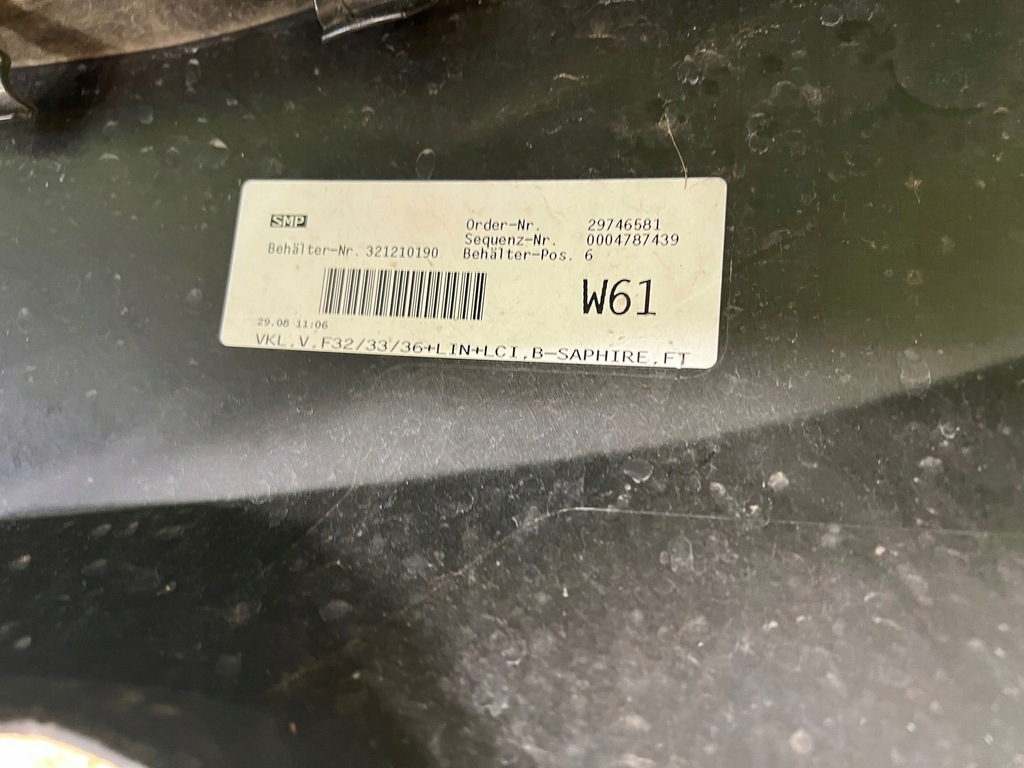 SMP
Order-Nr. 29746581
Sequenz-Nr. 0004787439
Behälter-Nr. 321210190 Behälter-Pos. 6
W61
29.08 11:06
VKL.V.F32/33/36+LIN+LCI.B-SAPHIRE.FT